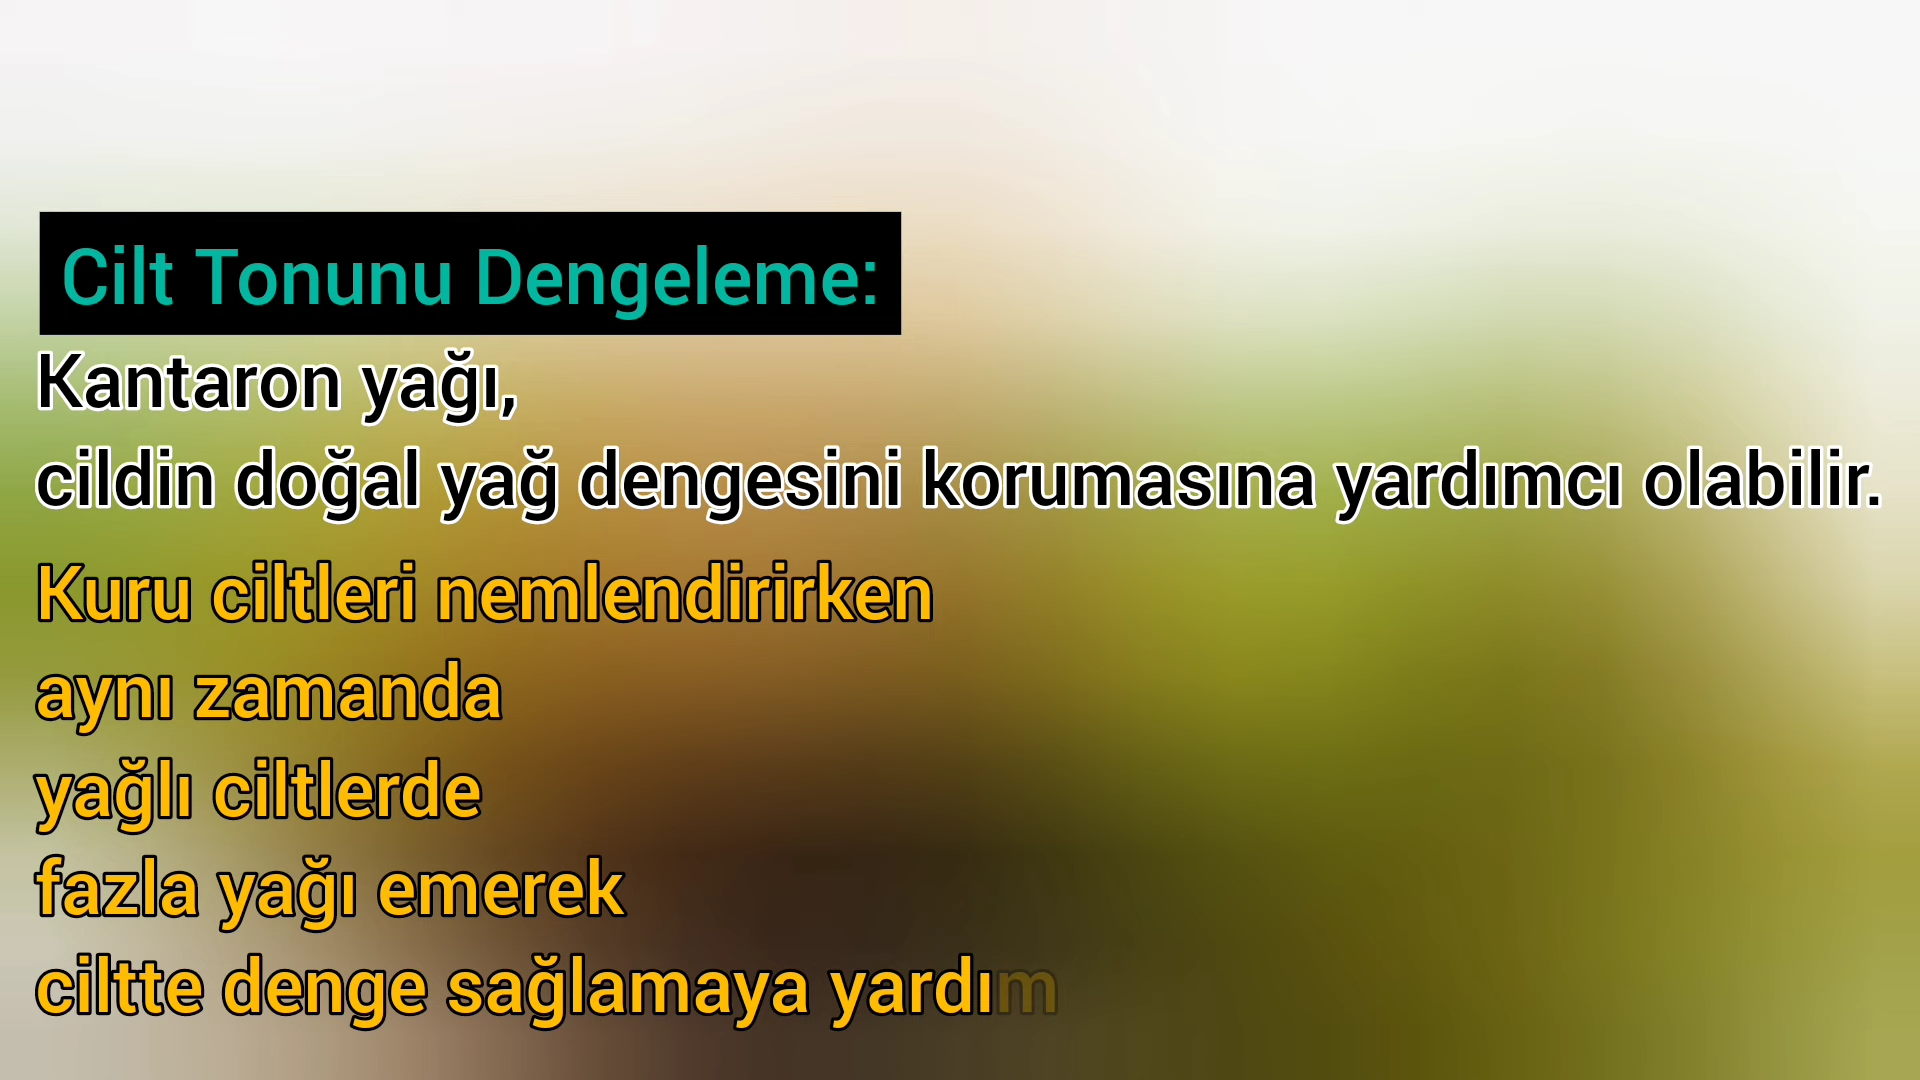 Cilt Tonunu Dengeleme:
Kantaron yağı,
cildin doğal yağ dengesini korumasına yardımcı olabilir.
Kuru ciltleri nemlendirirken
aynı zamanda
yağlı ciltlerde
fazla yağı emerek
ciltte denge sağlamaya yardım